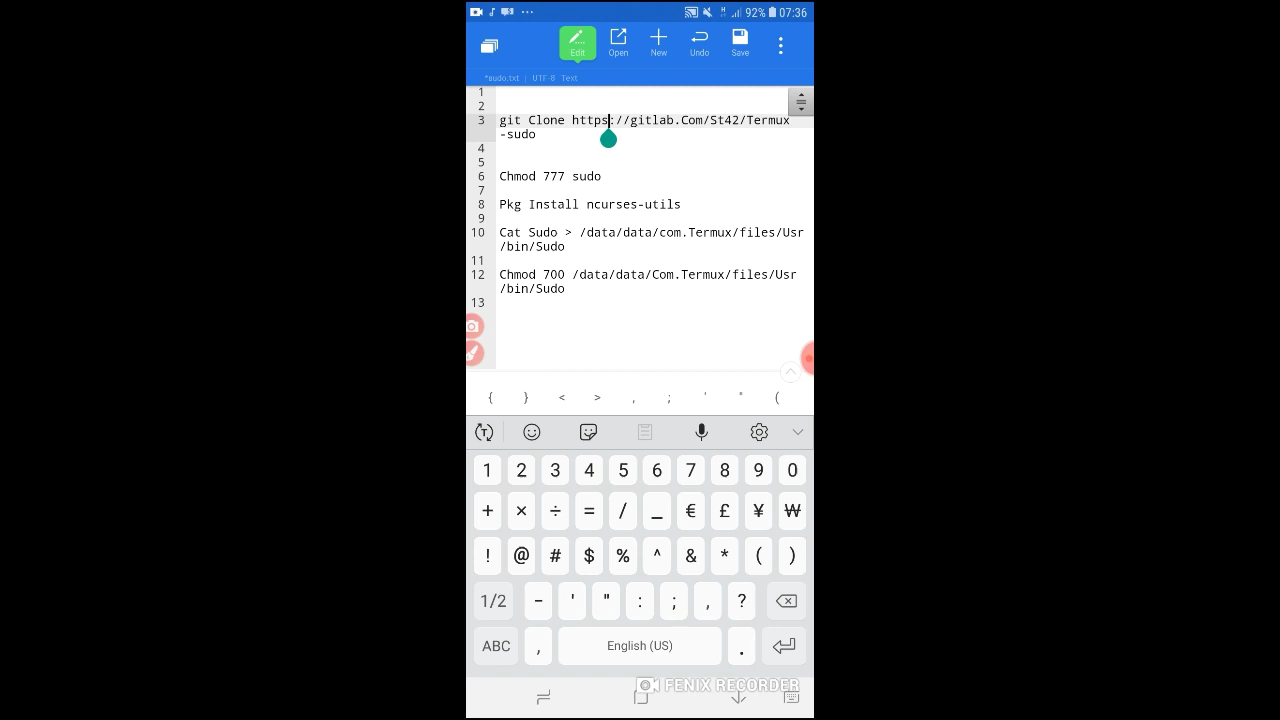 92% 07:36
Edit Open New Undo Save
*sudo.txt | UTF-8 Text
1
2
3 git Clone https://gitlab.Com/St42/Termux
-sudo
4
5
6 Chmod 777 sudo
7
8 Pkg Install ncurses-utils
9
10 Cat Sudo > /data/data/com.Termux/files/Usr
/bin/Sudo
11
12 Chmod 700 /data/data/Com.Termux/files/Usr
/bin/Sudo
13
{ } < > , ; ' " (
1 2 3 4 5 6 7 8 9 0
+ × ÷ = / _ € £ ¥ ₩
! @ # $ % ^ & * ( )
1/2 - ' " : ; , ?
ABC , English (US) .
FENIX RECORDER